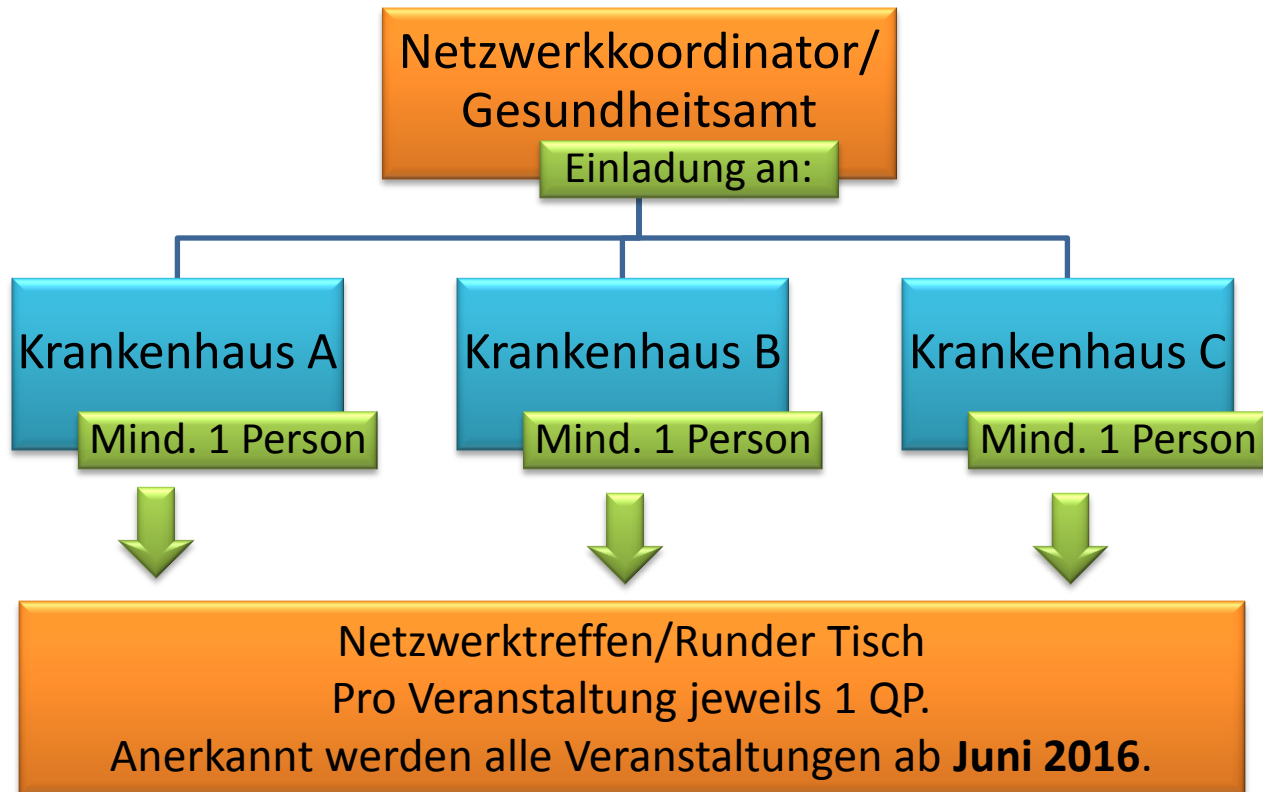 Netzwerkkoordinator/
Gesundheitsamt
Einladung an:
Krankenhaus A
Mind. 1 Person
Krankenhaus B
Mind. 1 Person
Krankenhaus C
Mind. 1 Person
Netzwerktreffen/Runder Tisch
Pro Veranstaltung jeweils 1 QP.
Anerkannt werden alle Veranstaltungen ab Juni 2016.